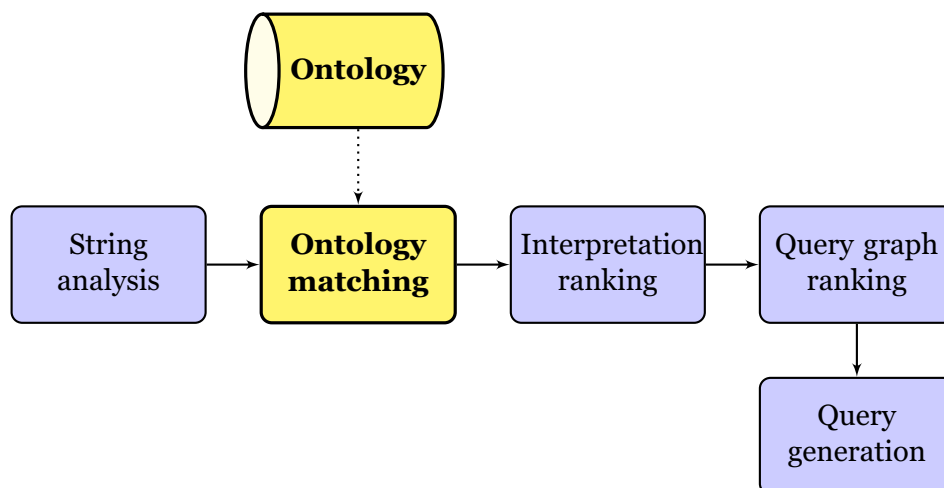 Ontology
String
analysis
Ontology
matching
Interpretation
ranking
Query graph
ranking
Query
generation